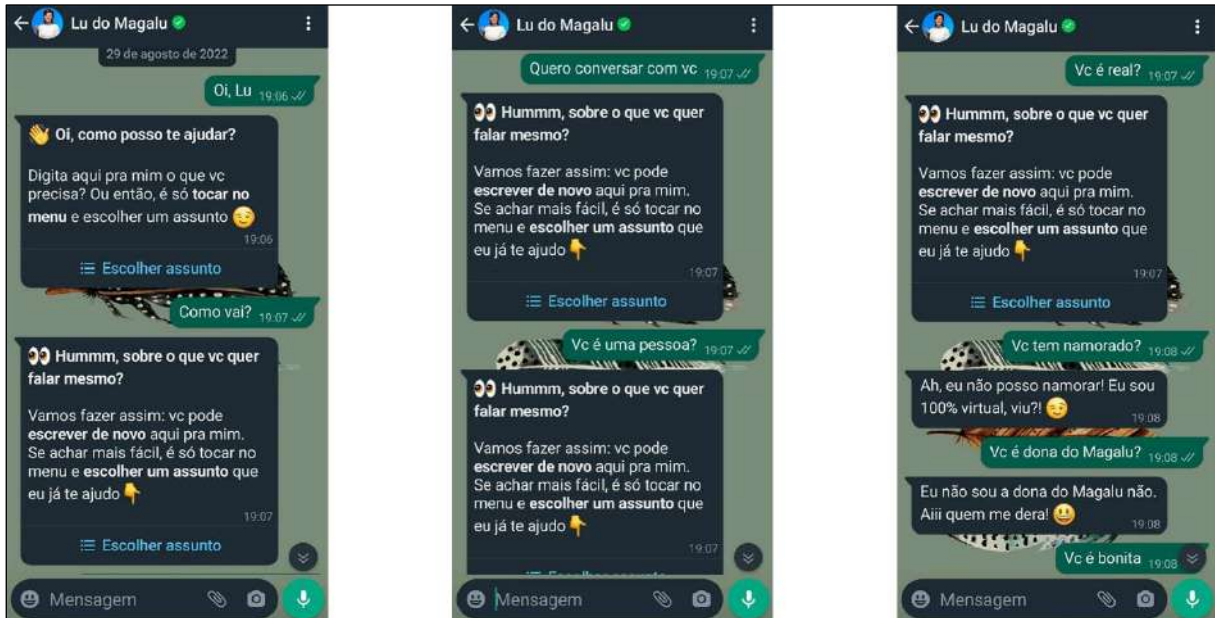 Lu do Magalu
29 de agosto de 2022
Oi, Lu 19:06
👋 Oi, como posso te ajudar?
Digita aqui pra mim o que vc
precisa? Ou então, é só tocar no
menu e escolher um assunto 😉
19:06
Escolher assunto
Como vai? 19:07
👀 Hummm, sobre o que vc quer
falar mesmo?
Vamos fazer assim: vc pode
escrever de novo aqui pra mim.
Se achar mais fácil, é só tocar no
menu e escolher um assunto que
eu já te ajudo 👇
19:07
Escolher assunto
Mensagem
Lu do Magalu
Quero conversar com vc 19:07
👀 Hummm, sobre o que vc quer
falar mesmo?
Vamos fazer assim: vc pode
escrever de novo aqui pra mim.
Se achar mais fácil, é só tocar no
menu e escolher um assunto que
eu já te ajudo 👇
19:07
Escolher assunto
Vc é uma pessoa? 19:07
👀 Hummm, sobre o que vc quer
falar mesmo?
Vamos fazer assim: vc pode
escrever de novo aqui pra mim.
Se achar mais fácil, é só tocar no
menu e escolher um assunto que
eu já te ajudo 👇
19:07
Mensagem
Lu do Magalu
Vc é real? 19:07
👀 Hummm, sobre o que vc quer
falar mesmo?
Vamos fazer assim: vc pode
escrever de novo aqui pra mim.
Se achar mais fácil, é só tocar no
menu e escolher um assunto que
eu já te ajudo 👇
19:07
Escolher assunto
Vc tem namorado? 19:08
Ah, eu não posso namorar! Eu sou
100% virtual, viu?! 😉
19:08
Vc é dona do Magalu? 19:08
Eu não sou a dona do Magalu não.
Aiii quem me dera! 😃
19:08
Vc é bonita 19:08
Mensagem